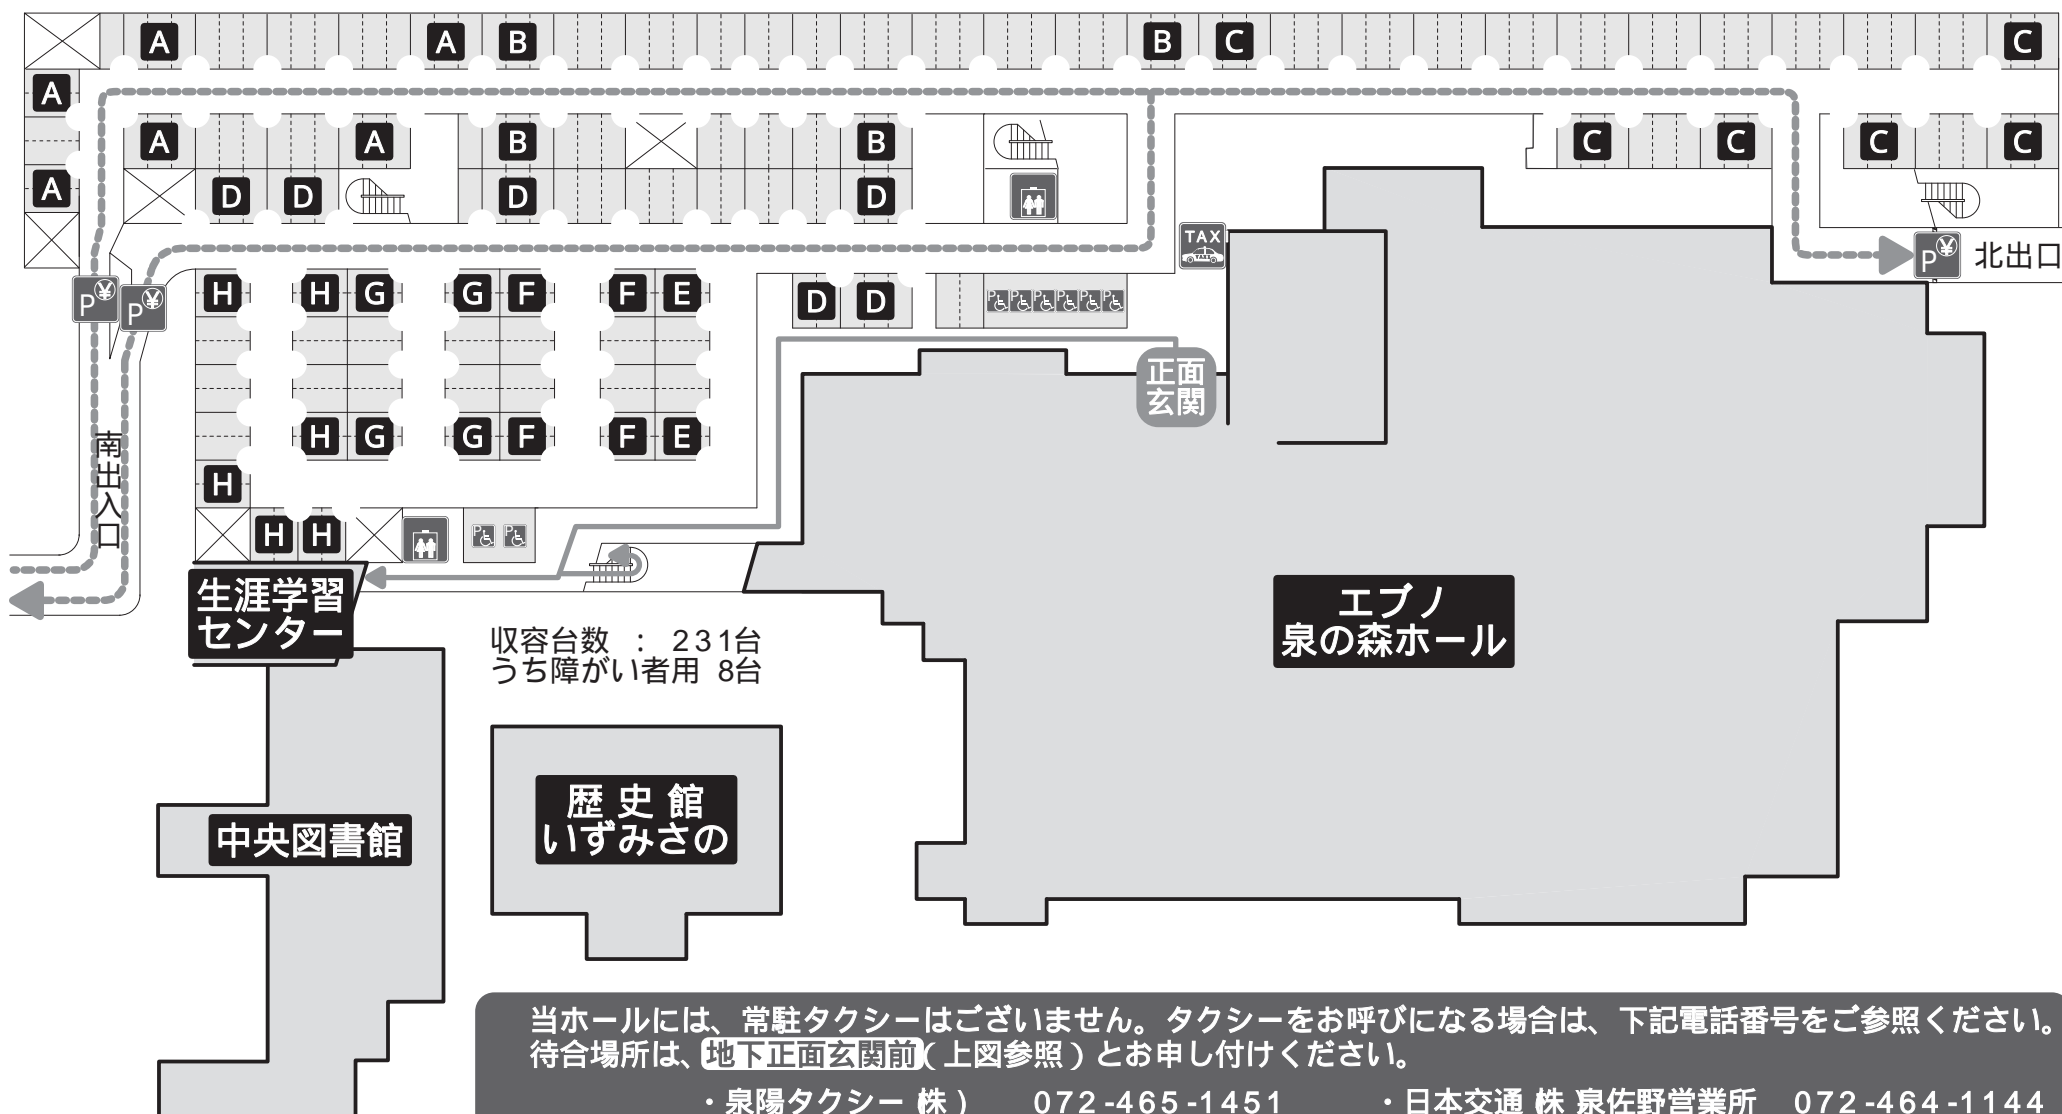 A A B B C C
A
A A B B C C C C
A D D D D
TAX
TAXI
P¥ 北出口
P¥ P¥
H H G G F F E D D P P P P P P
正面
玄関
H G G F F E
南出入口
H
H H P P
生涯学習
センター
収容台数 : 231台
うち障がい者用 8台
エブノ
泉の森ホール
歴史館
いずみさの
中央図書館
当ホールには、常駐タクシーはございません。タクシーをお呼びになる場合は、下記電話番号をご参照ください。
待合場所は、地下正面玄関前(上図参照)とお申し付けください。
・泉陽タクシー(株) 072-465-1451 ・日本交通(株)泉佐野営業所 072-464-1144